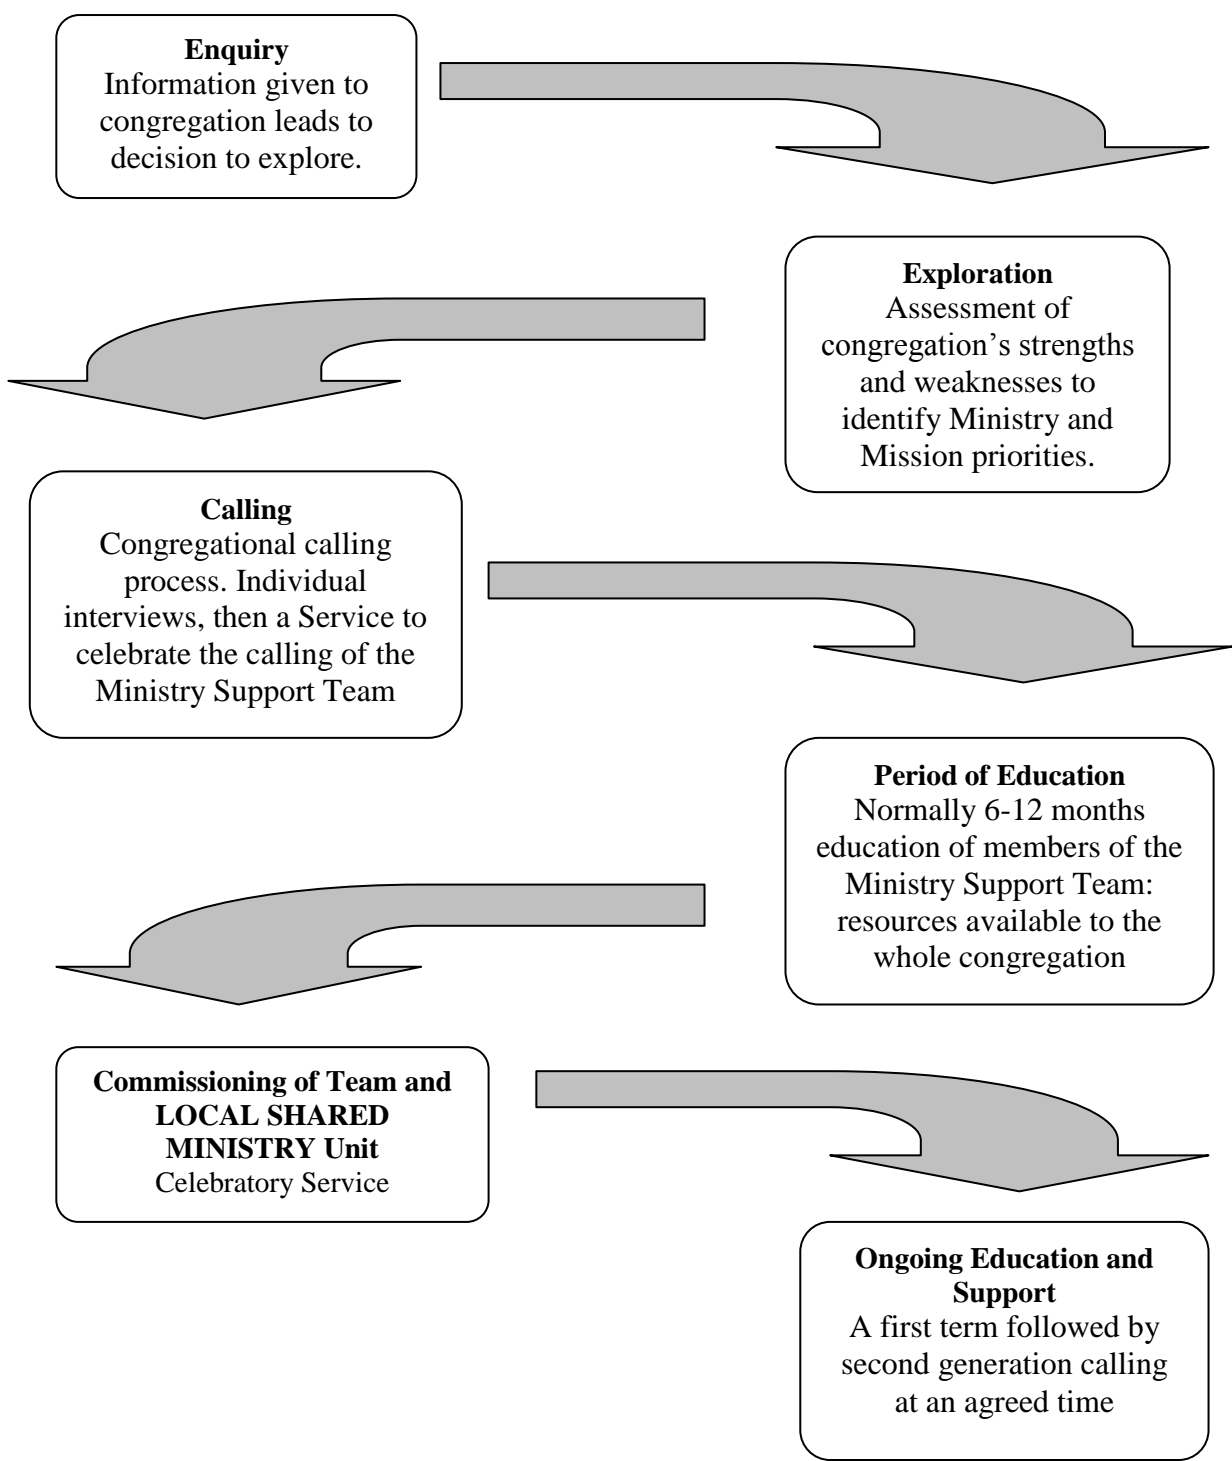 Enquiry
Information given to
congregation leads to
decision to explore.
Exploration
Assessment of
congregation’s strengths
and weaknesses to
identify Ministry and
Mission priorities.
Calling
Congregational calling
process. Individual
interviews, then a Service to
celebrate the calling of the
Ministry Support Team
Period of Education
Normally 6-12 months
education of members of the
Ministry Support Team:
resources available to the
whole congregation
Commissioning of Team and
LOCAL SHARED
MINISTRY Unit
Celebratory Service
Ongoing Education and
Support
A first term followed by
second generation calling
at an agreed time